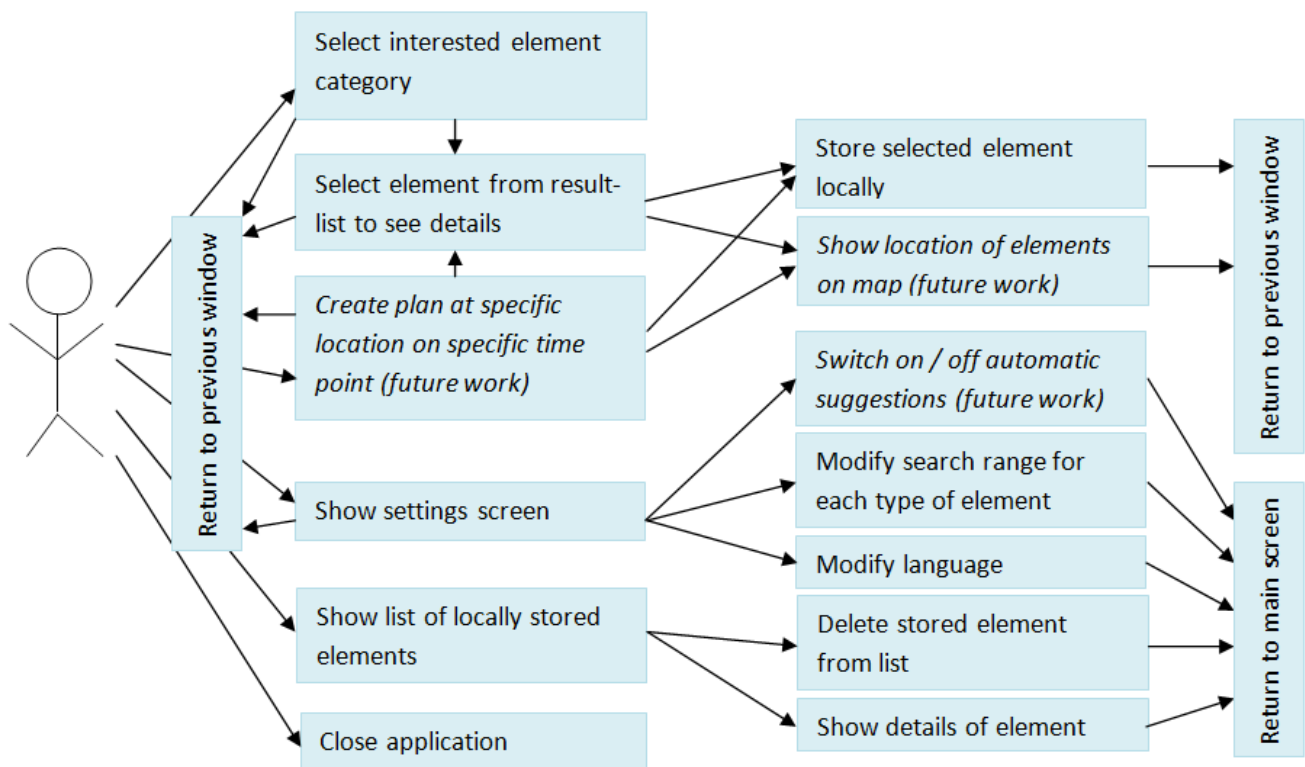 Select interested element
category
Select element from result-
list to see details
Return to previous window
Create plan at specific
location on specific time
point (future work)
Show settings screen
Show list of locally stored
elements
Close application
Store selected element
locally
Show location of elements
on map (future work)
Switch on / off automatic
suggestions (future work)
Modify search range for
each type of element
Modify language
Delete stored element
from list
Show details of element
Return to previous window
Return to main screen